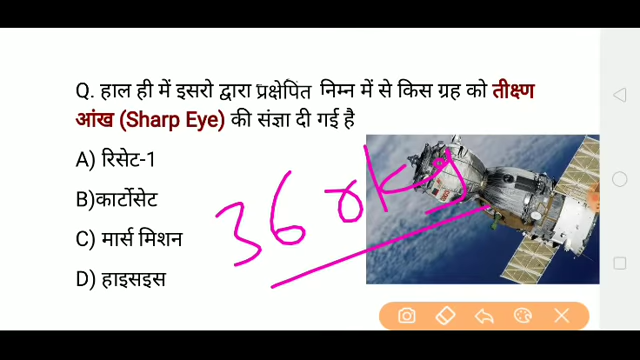 Q. हाल ही में इसरो द्वारा प्रक्षेपित निम्न में से किस ग्रह को तीक्ष्ण
आंख (Sharp Eye) की संज्ञा दी गई है
A) रिसेट-1
B)कार्टोसेट
C) मार्स मिशन
D) हाइसइस
360kg